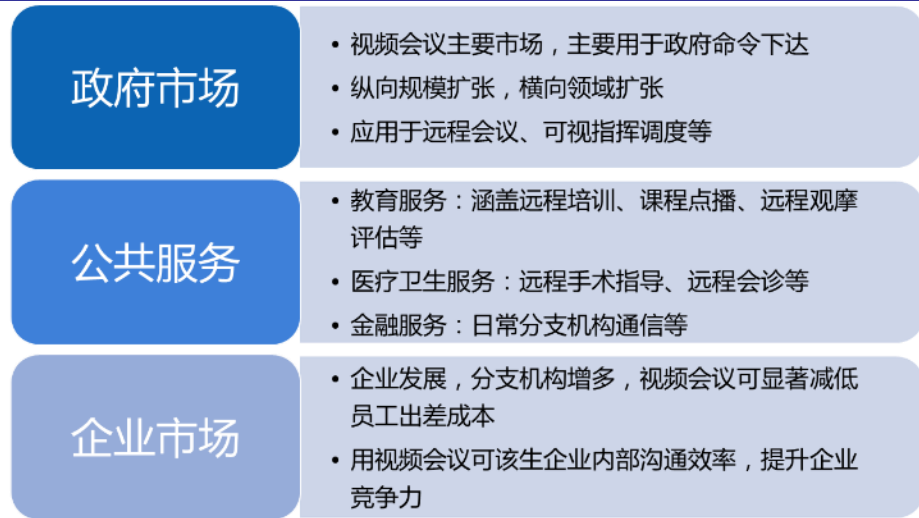 政府市场
• 视频会议主要市场，主要用于政府命令下达
• 纵向规模扩张，横向领域扩张
• 应用于远程会议、可视指挥调度等
公共服务
• 教育服务：涵盖远程培训、课程点播、远程观摩
评估等
• 医疗卫生服务：远程手术指导、远程会诊等
• 金融服务：日常分支机构通信等
企业市场
• 企业发展，分支机构增多，视频会议可显著减低
员工出差成本
• 用视频会议可该生企业内部沟通效率，提升企业
竞争力